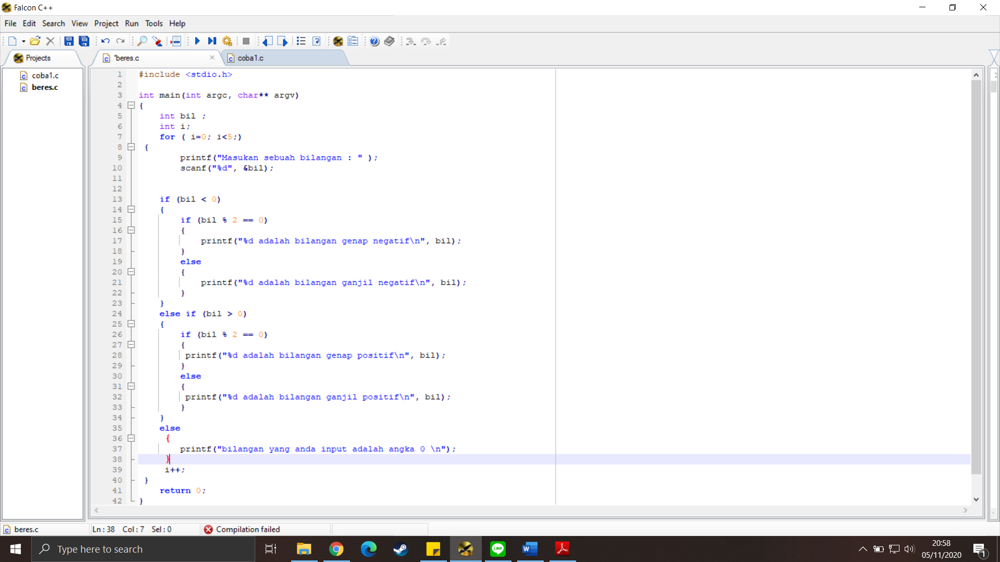 Falcon C++
File Edit Search View Project Run Tools Help
Projects
*beres.c
coba1.c
coba1.c
beres.c
1 #include <stdio.h>
2
3 int main(int argc, char** argv)
4 {
5 int bil ;
6 int i;
7 for ( i=0; i<5;)
8 {
9 printf("Masukan sebuah bilangan : " );
10 scanf("%d", &bil);
11
12
13 if (bil < 0)
14 {
15 if (bil % 2 == 0)
16 {
17 printf("%d adalah bilangan genap negatif\n", bil);
18 }
19 else
20 {
21 printf("%d adalah bilangan ganjil negatif\n", bil);
22 }
23 }
24 else if (bil > 0)
25 {
26 if (bil % 2 == 0)
27 {
28 printf("%d adalah bilangan genap positif\n", bil);
29 }
30 else
31 {
32 printf("%d adalah bilangan ganjil positif\n", bil);
33 }
34 }
35 else
36 {
37 printf("bilangan yang anda input adalah angka 0 \n");
38 }
39 i++;
40 }
41 return 0;
42 }
beres.c Ln : 38 Col : 7 Sel : 0 Compilation failed
Type here to search
LINE
20:58
05/11/2020
1